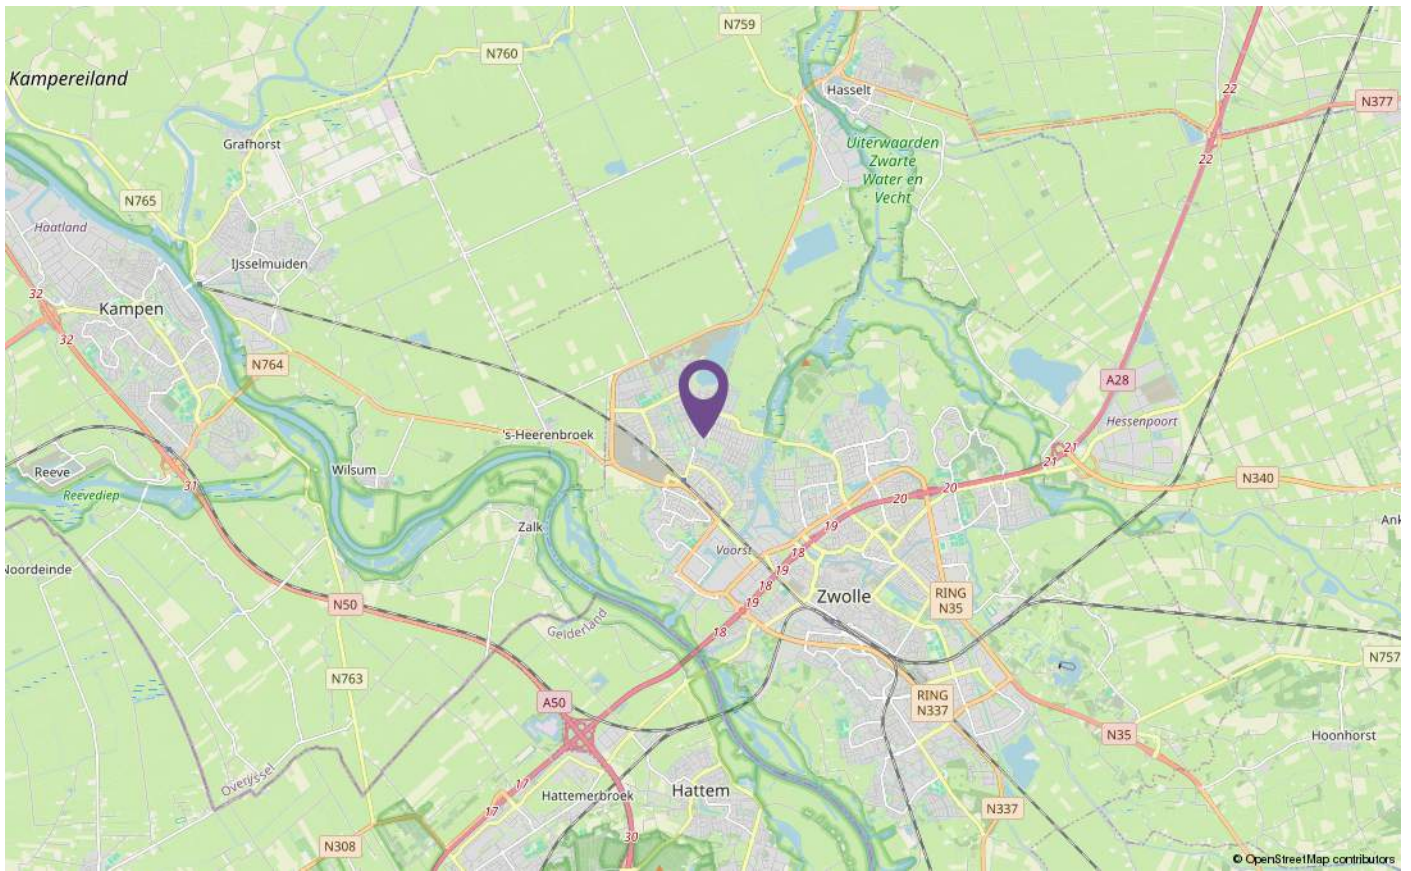 N759
N760
Kampereiland
22
Hasselt
N377
Grafhorst
Uiterwaarden
Zwarte
Water en
Vecht
22
N765
Haatland
IJsselmuiden
32
Kampen
32
N764
A28
Hessenpoort
's-Heerenbroek
21
21
Reeve
Wilsum
N340
31
20
20
Reevediep
Zalk
19
Ank
Voorst
18
19
Noordeinde
18
Zwolle
RING
N35
N50
19
Gelderland
18
N757
N763
RING
N337
A50
N35
Hoonhorst
Overijssel
17
Hattemerbroek
Hattem
17
N337
30
N308
© OpenStreetMap contributors